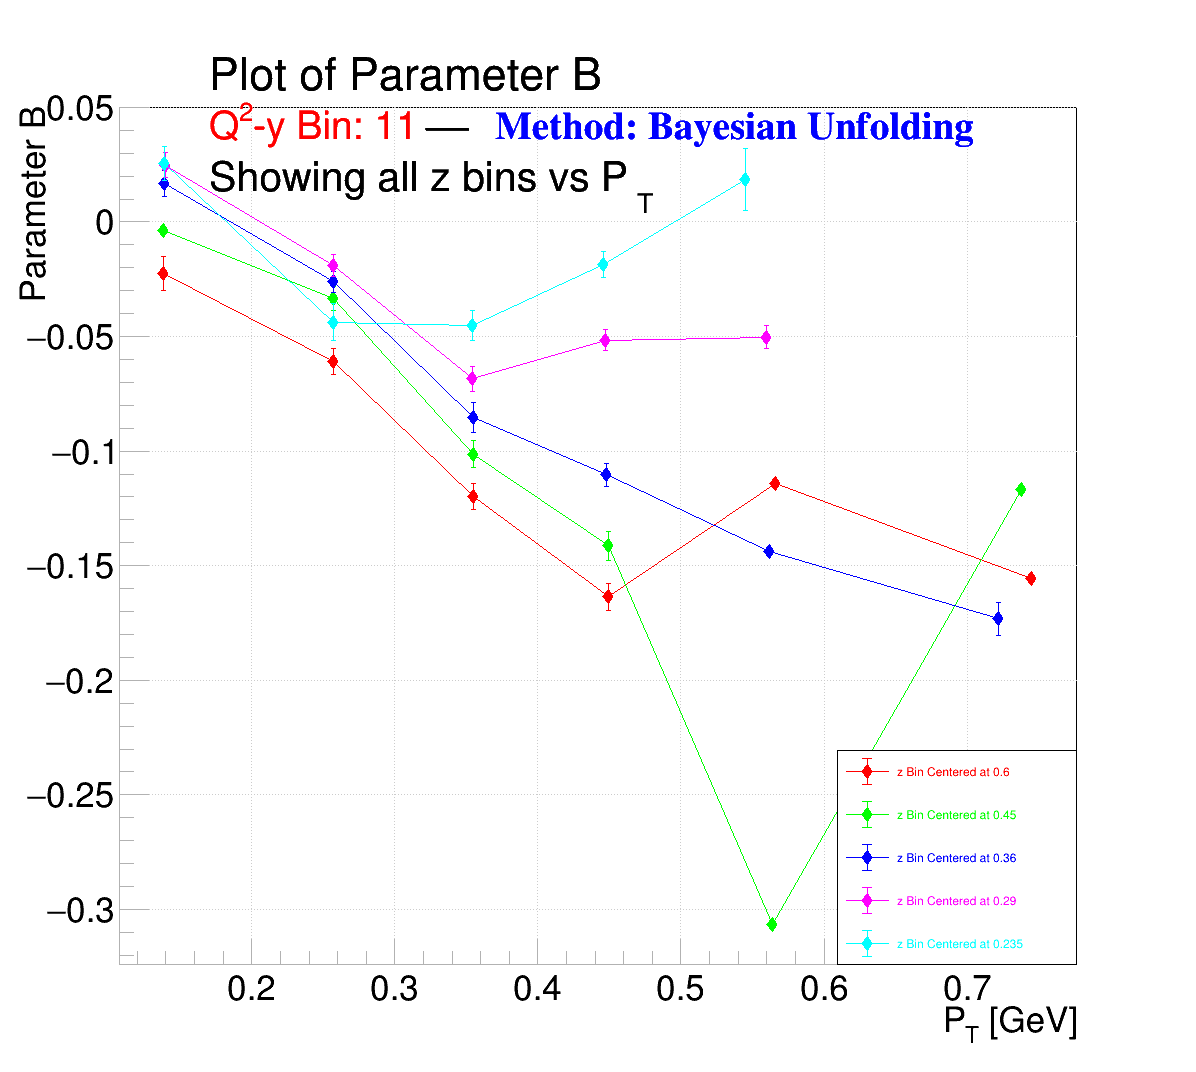 Plot of Parameter B
Q²-y Bin: 11 — Method: Bayesian Unfolding
Showing all z bins vs P_T
Parameter B
0.05
0
−0.05
−0.1
−0.15
−0.2
−0.25
−0.3
z Bin Centered at 0.6
z Bin Centered at 0.45
z Bin Centered at 0.36
z Bin Centered at 0.29
z Bin Centered at 0.235
0.2 0.3 0.4 0.5 0.6 0.7
P_T [GeV]